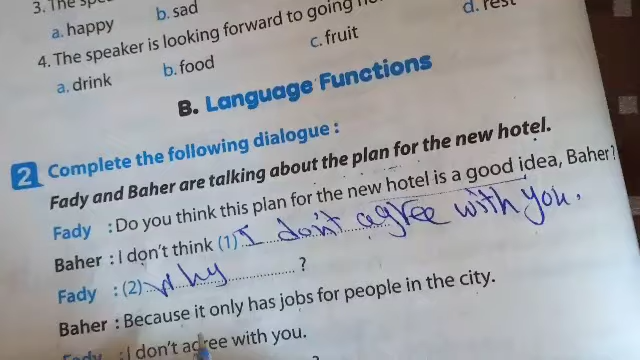 3. The spe
a. happy b. sad
4. The speaker is looking forward to going
a. drink b. food c. fruit d. rest
B. Language Functions
2 Complete the following dialogue :
Fady and Baher are talking about the plan for the new hotel.
Fady : Do you think this plan for the new hotel is a good idea, Baher?
Baher : I don't think (1) I don't agree with you.
Fady : (2) why ?
Baher : Because it only has jobs for people in the city.
Fady : I don't agree with you.